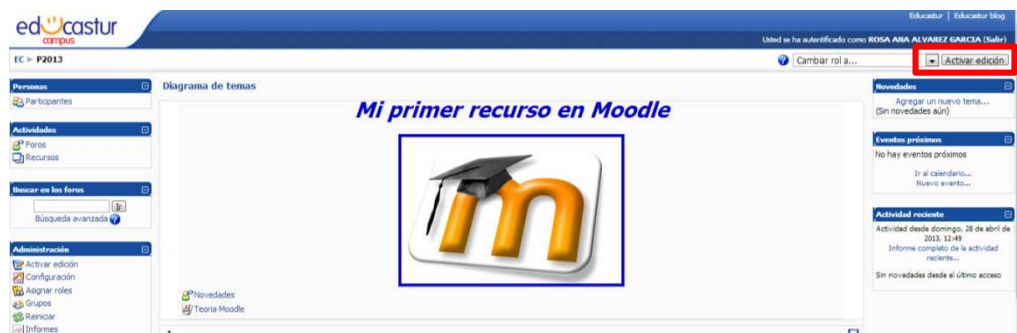 educastur
campus
Educastur | Educastur blog
Usted se ha autentificado como ROSA ANA ALVAREZ GARCIA (Salir)
EC ► P2013
Cambiar rol a...
Activar edición
Personas
Participantes
Actividades
Foros
Recursos
Buscar en los foros
Ir
Búsqueda avanzada
Administración
Activar edición
Configuración
Asignar roles
Grupos
Reiniciar
Informes
Diagrama de temas
Mi primer recurso en Moodle
m
Novedades
Teoria Moodle
1
Novedades
Agregar un nuevo tema...
(Sin novedades aún)
Eventos próximos
No hay eventos próximos
Ir al calendario...
Nuevo evento...
Actividad reciente
Actividad desde domingo, 28 de abril de
2013, 12:49
Informe completo de la actividad
reciente...
Sin novedades desde el último acceso